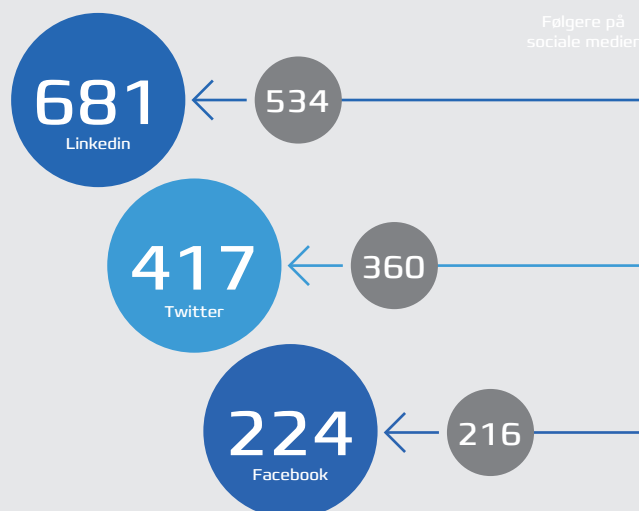 Følgere på
sociale medier
681
Linkedin
534
417
Twitter
360
224
Facebook
216